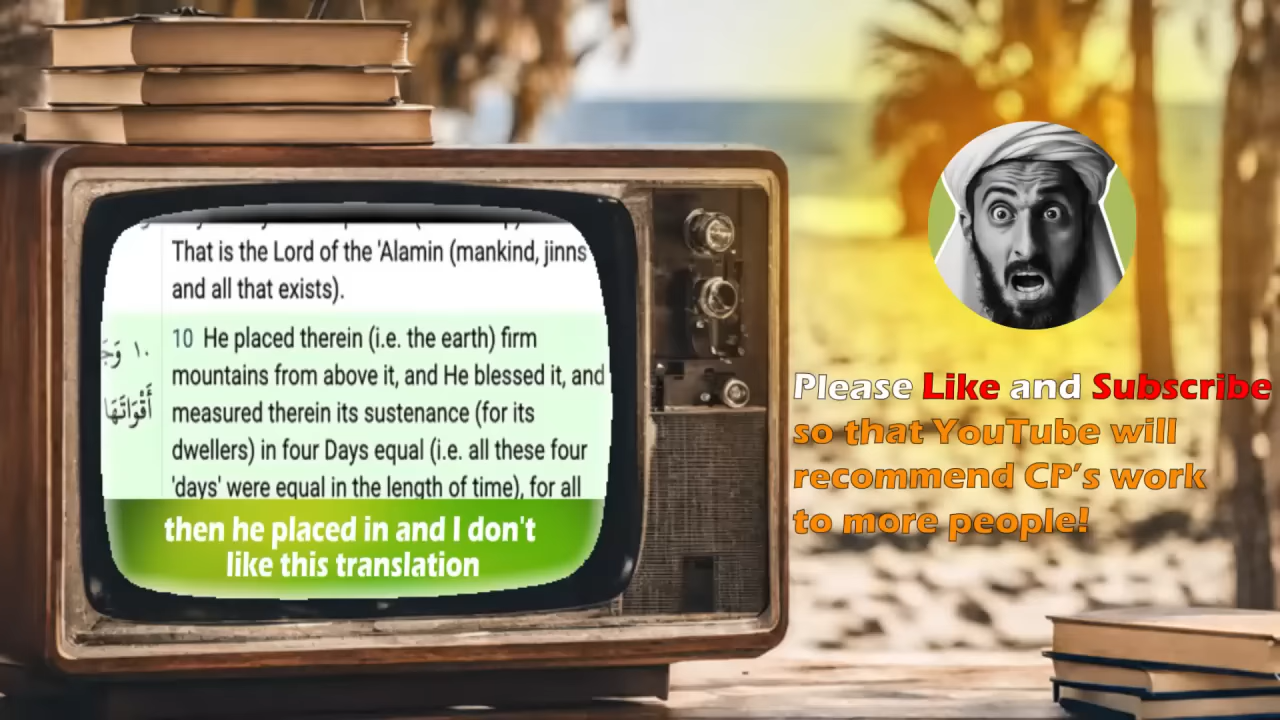 That is the Lord of the 'Alamin (mankind, jinns
and all that exists).
10 He placed therein (i.e. the earth) firm
mountains from above it, and He blessed it, and
measured therein its sustenance (for its
dwellers) in four Days equal (i.e. all these four
'days' were equal in the length of time), for all
١٠
أَقْوَاتَهَا
then he placed in and I don't
like this translation
Please Like and Subscribe
so that YouTube will
recommend CP's work
to more people!